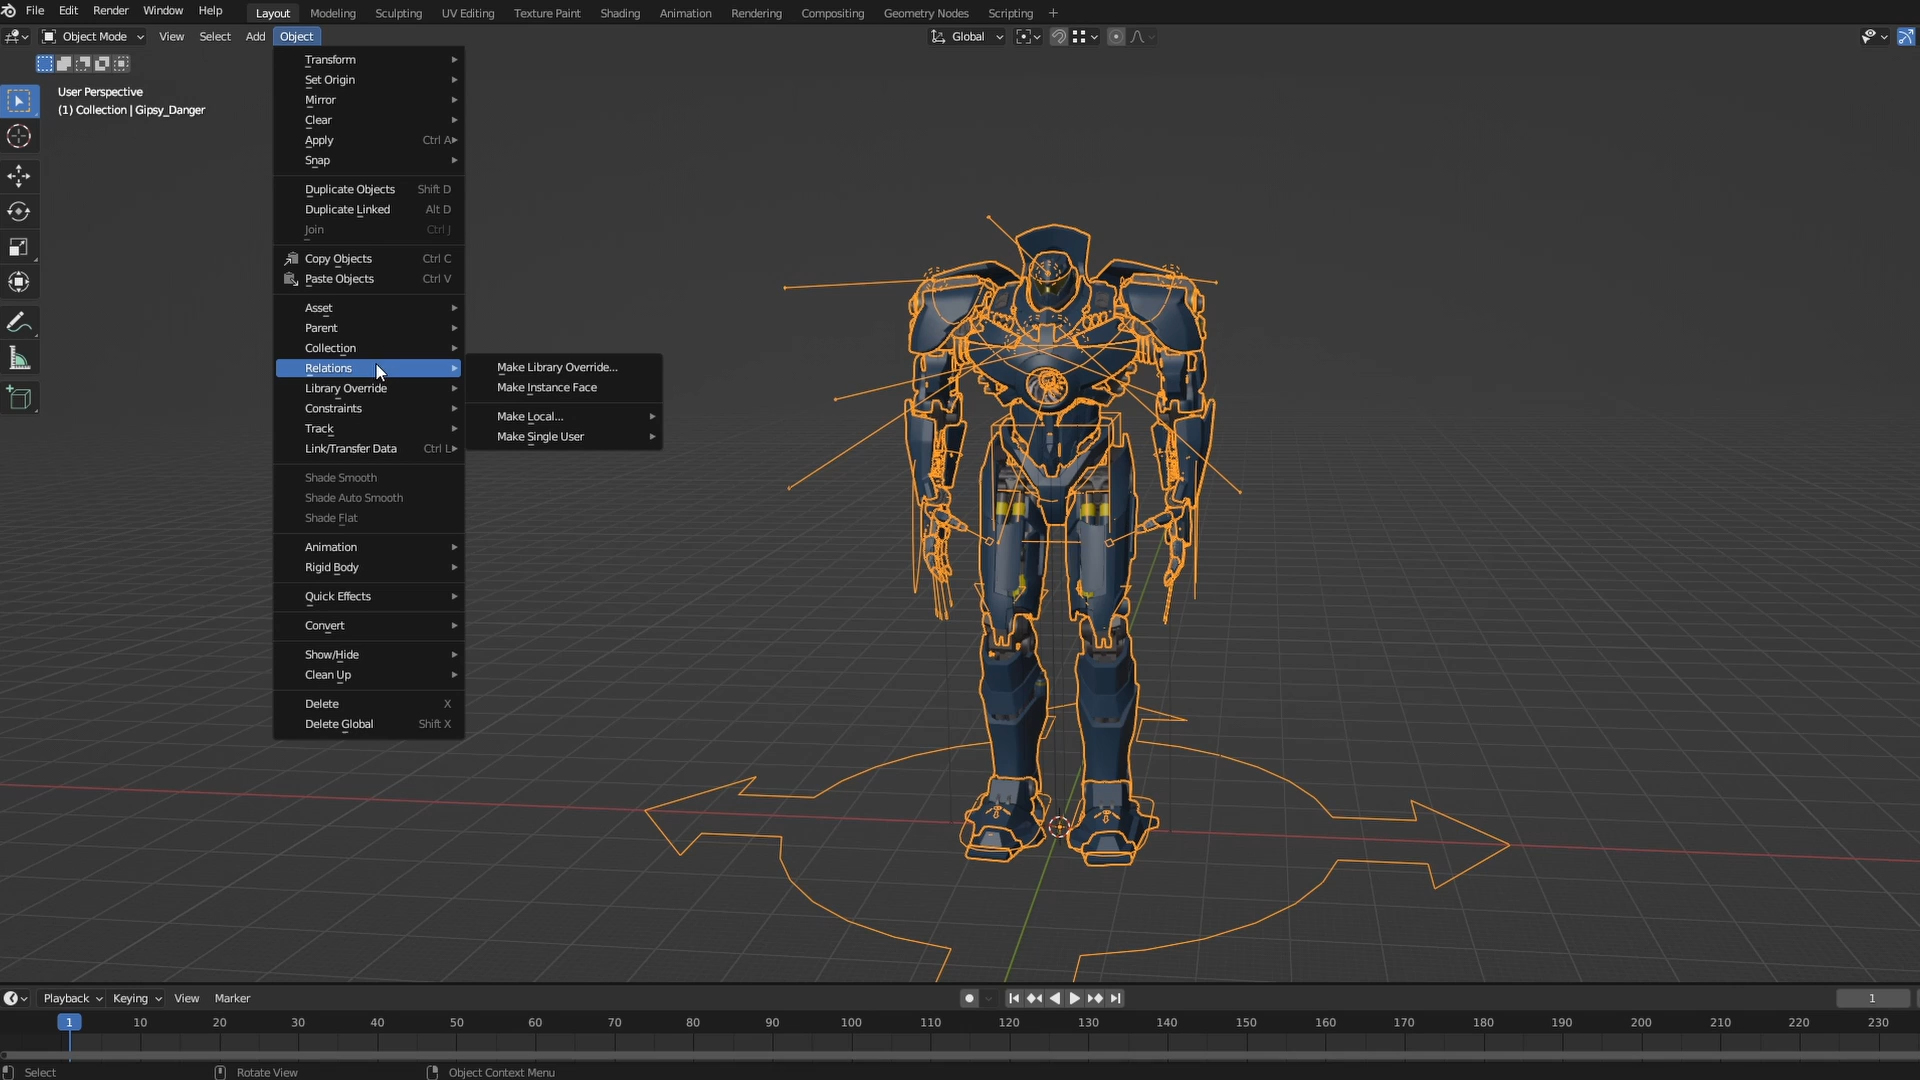 File Edit Render Window Help Layout Modeling Sculpting UV Editing Texture Paint Shading Animation Rendering Compositing Geometry Nodes Scripting +
Object Mode View Select Add Object Global
User Perspective
(1) Collection | Gipsy_Danger
Transform
Set Origin
Mirror
Clear
Apply Ctrl A
Snap
Duplicate Objects Shift D
Duplicate Linked Alt D
Join Ctrl J
Copy Objects Ctrl C
Paste Objects Ctrl V
Asset
Parent
Collection
Relations
Library Override
Constraints
Track
Link/Transfer Data Ctrl L
Shade Smooth
Shade Auto Smooth
Shade Flat
Animation
Rigid Body
Quick Effects
Convert
Show/Hide
Clean Up
Delete X
Delete Global Shift X
Make Library Override...
Make Instance Face
Make Local...
Make Single User
Playback Keying View Marker 1
1 10 20 30 40 50 60 70 80 90 100 110 120 130 140 150 160 170 180 190 200 210 220 230
Select Rotate View Object Context Menu